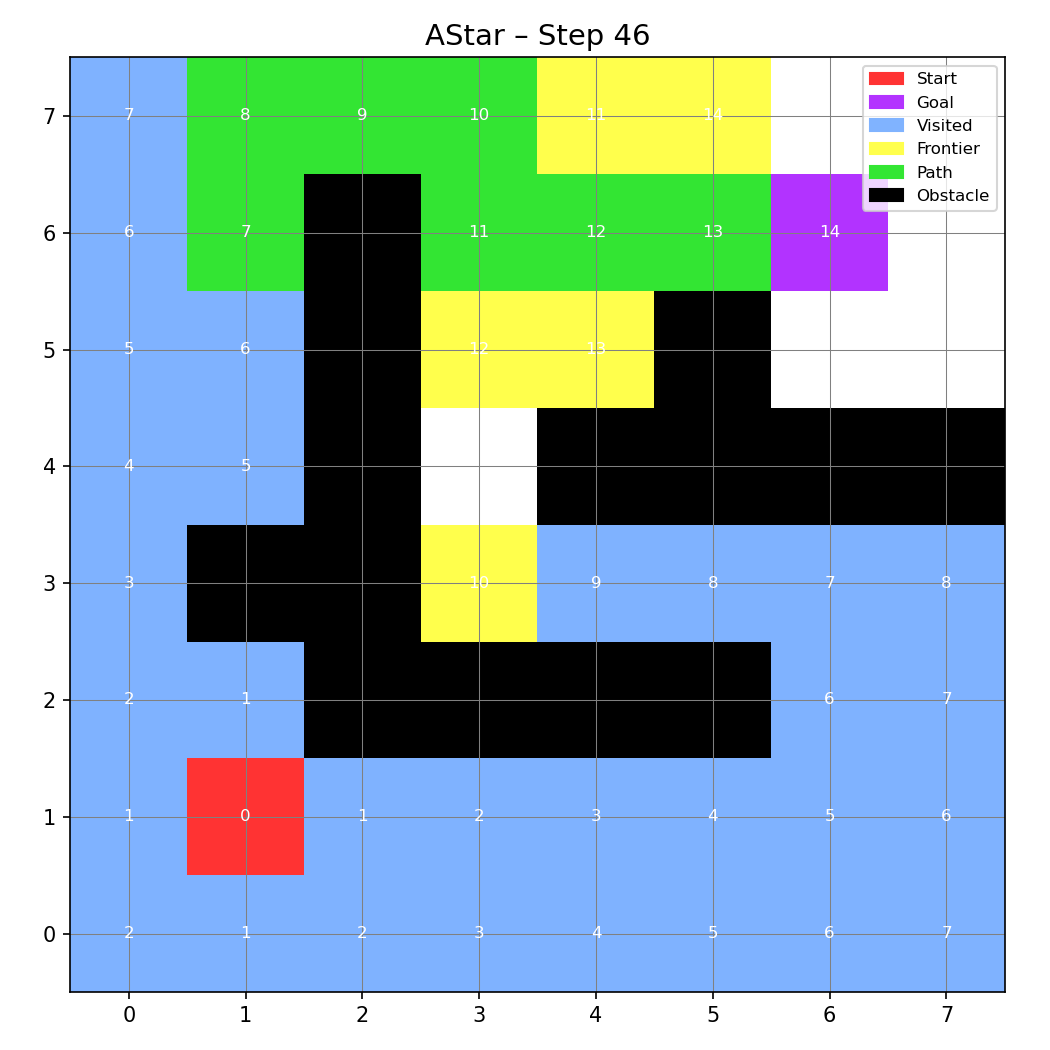 AStar – Step 46
Start
Goal
Visited
Frontier
Path
Obstacle
7 7 8 9 10 11 14
6 6 7 11 12 13 14
5 5 6 12 13
4 4 5
3 3 10 9 8 7 8
2 2 1 6 7
1 1 0 1 2 3 4 5 6
0 2 1 2 3 4 5 6 7
0 1 2 3 4 5 6 7